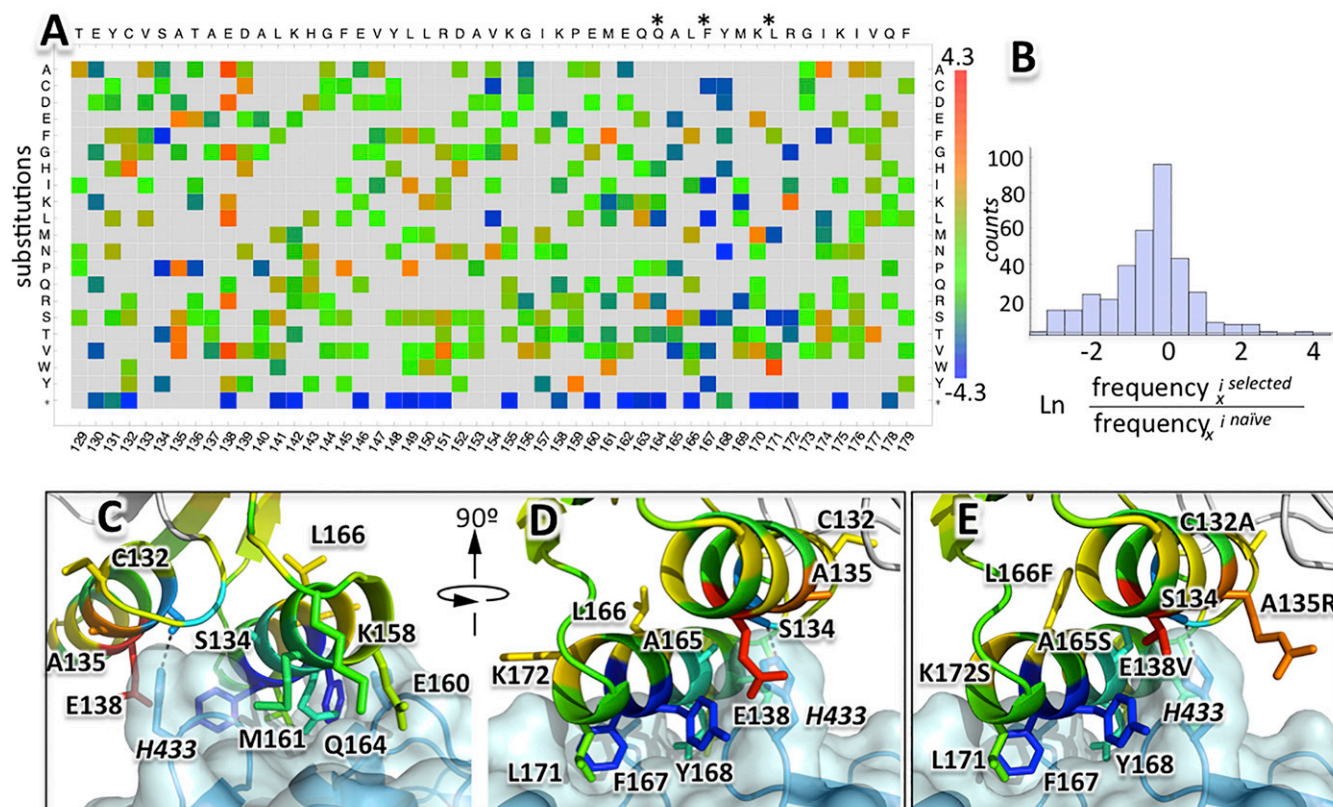 A
* * *
T E Y C V S A T A E D A L K H G F E V Y L L R D A V K G I K P E M E Q Q A L F Y M K L R G I K I V Q F
substitutions
A A
C C
D D
E E
F F
G G
H H
I I
K K
L L
M M
N N
P P
Q Q
R R
S S
T T
V V
W W
Y Y
* *
129 130 131 132 133 134 135 136 137 138 139 140 141 142 143 144 145 146 147 148 149 150 151 152 153 154 155 156 157 158 159 160 161 162 163 164 165 166 167 168 169 170 171 172 173 174 175 176 177 178 179
4.3
-4.3
B
counts
100
80
60
40
20
-2 0 2 4
Ln frequency x i selected
frequency x i naïve
C
C132
L166
A135
S134
K158
E138
E160
H433
M161
Q164
90º
D
C132
A135
L166
A165
S134
K172
E138
H433
L171
F167
Y168
E
C132A
L166F
S134
A135R
A165S
K172S
E138V
H433
L171
F167
Y168